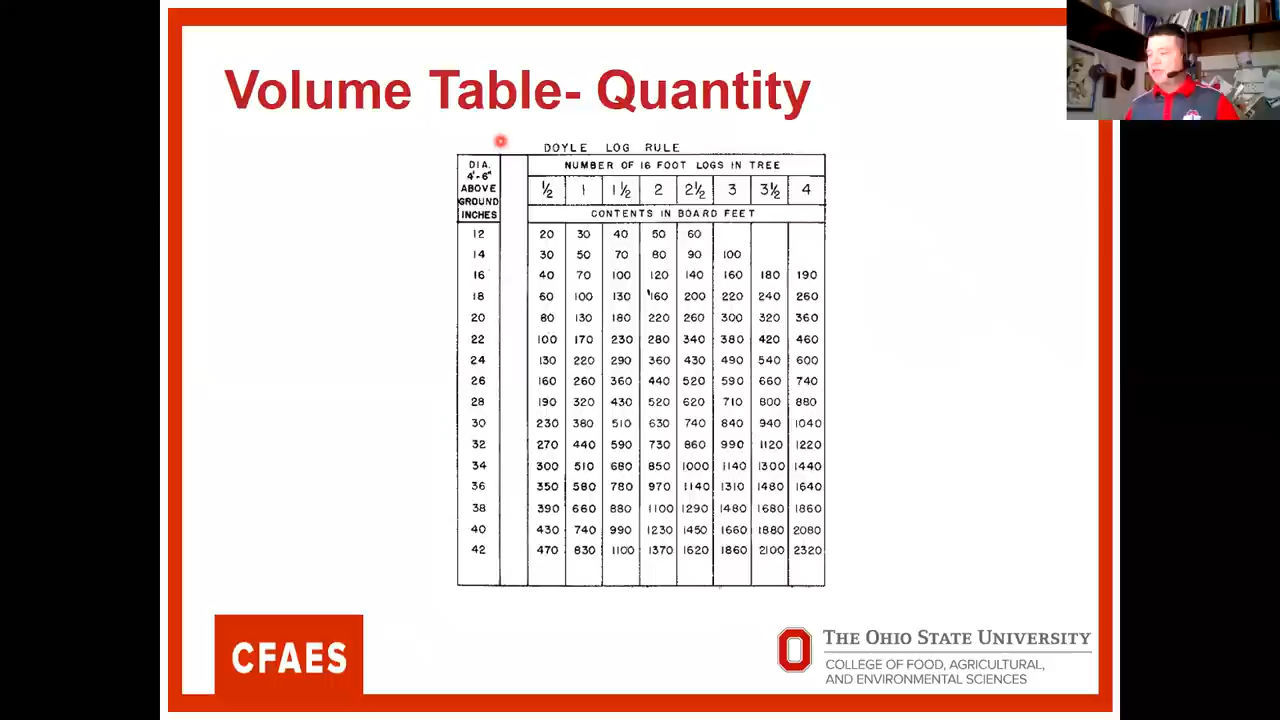 Volume Table- Quantity
DOYLE LOG RULE
DIA. 4'-6" ABOVE GROUND INCHES
NUMBER OF 16 FOOT LOGS IN TREE
1/2 1 1 1/2 2 2 1/2 3 3 1/2 4
CONTENTS IN BOARD FEET
12 20 30 40 50 60
14 30 50 70 80 90 100
16 40 70 100 120 140 160 180 190
18 60 100 130 160 200 220 240 260
20 80 130 180 220 260 300 320 360
22 100 170 230 280 340 380 420 460
24 130 220 290 360 430 490 540 600
26 160 260 360 440 520 590 660 740
28 190 320 430 520 620 710 800 880
30 230 380 510 630 740 840 940 1040
32 270 440 590 730 860 990 1120 1220
34 300 510 680 850 1000 1140 1300 1440
36 350 580 780 970 1140 1310 1480 1640
38 390 660 880 1100 1290 1480 1680 1860
40 430 740 990 1230 1450 1660 1880 2080
42 470 830 1100 1370 1620 1860 2100 2320
CFAES
THE OHIO STATE UNIVERSITY
COLLEGE OF FOOD, AGRICULTURAL,
AND ENVIRONMENTAL SCIENCES